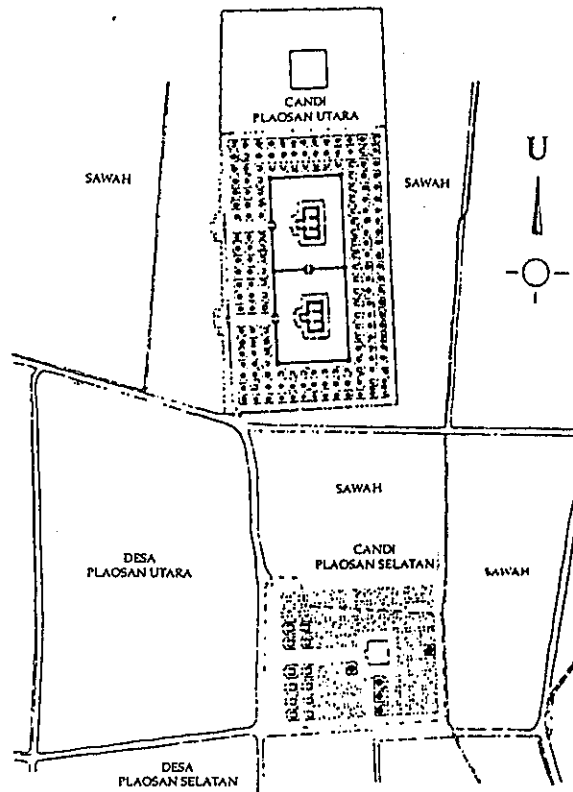 CANDI
PLAOSAN UTARA
SAWAH
SAWAH
U
SAWAH
DESA
PLAOSAN UTARA
CANDI
PLAOSAN SELATAN
SAWAH
DESA
PLAOSAN SELATAN